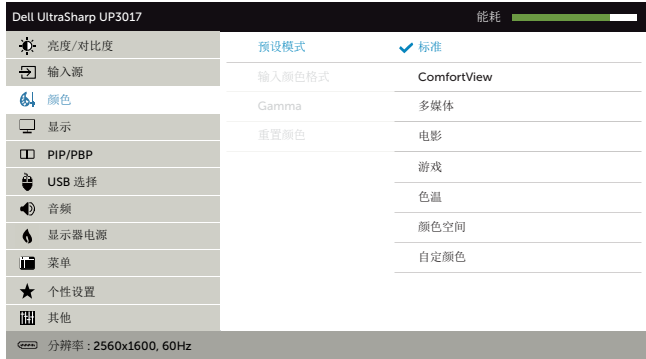 Dell UltraSharp UP3017
能耗
亮度/对比度
预设模式
标准
输入源
输入颜色格式
ComfortView
颜色
Gamma
多媒体
显示
重置颜色
电影
PIP/PBP
游戏
USB 选择
色温
音频
颜色空间
显示器电源
自定颜色
菜单
个性设置
其他
分辨率 : 2560x1600, 60Hz